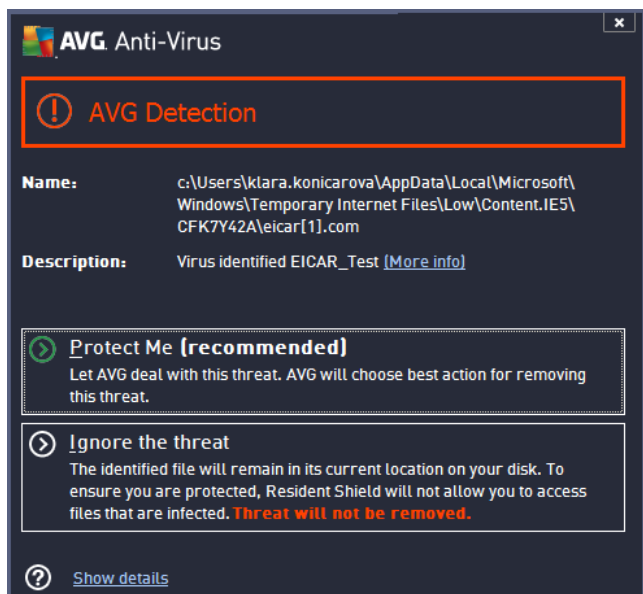 AVG. Anti-Virus
x
AVG Detection
Name: c:\Users\klara.konicarova\AppData\Local\Microsoft\
Windows\Temporary Internet Files\Low\Content.IE5\
CFK7Y42A\eicar[1].com
Description: Virus identified EICAR_Test (More info)
Protect Me (recommended)
Let AVG deal with this threat. AVG will choose best action for removing
this threat.
Ignore the threat
The identified file will remain in its current location on your disk. To
ensure you are protected, Resident Shield will not allow you to access
files that are infected. Threat will not be removed.
? Show details